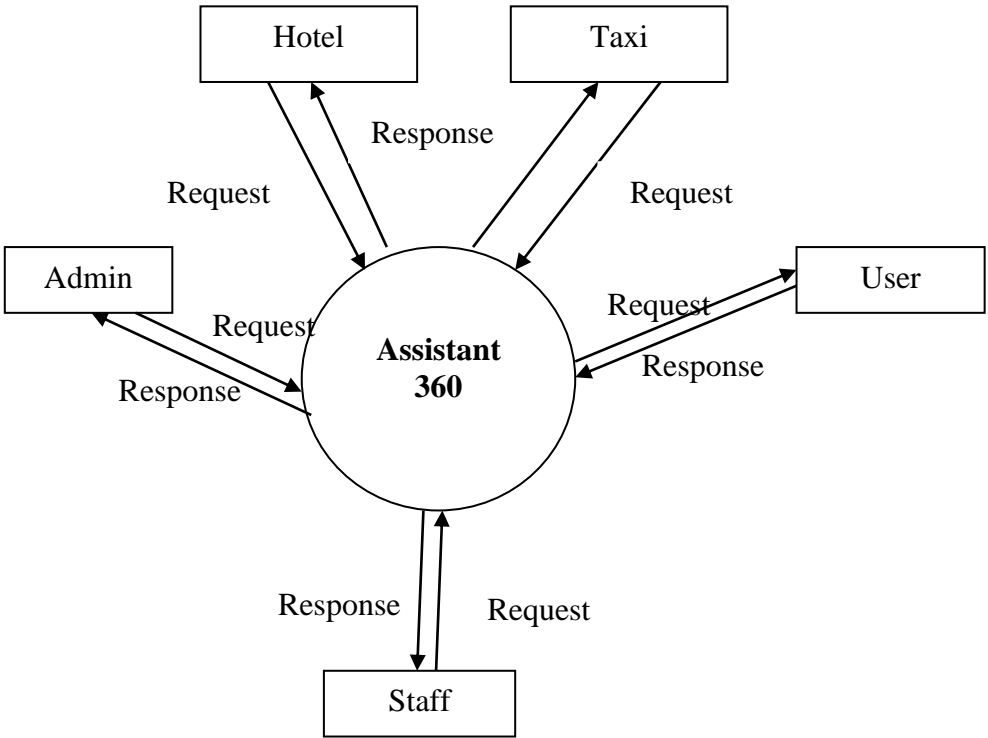 Hotel
Taxi
Response
Request
Request
Admin
User
Request
Request
Assistant
360
Response
Response
Response
Request
Staff